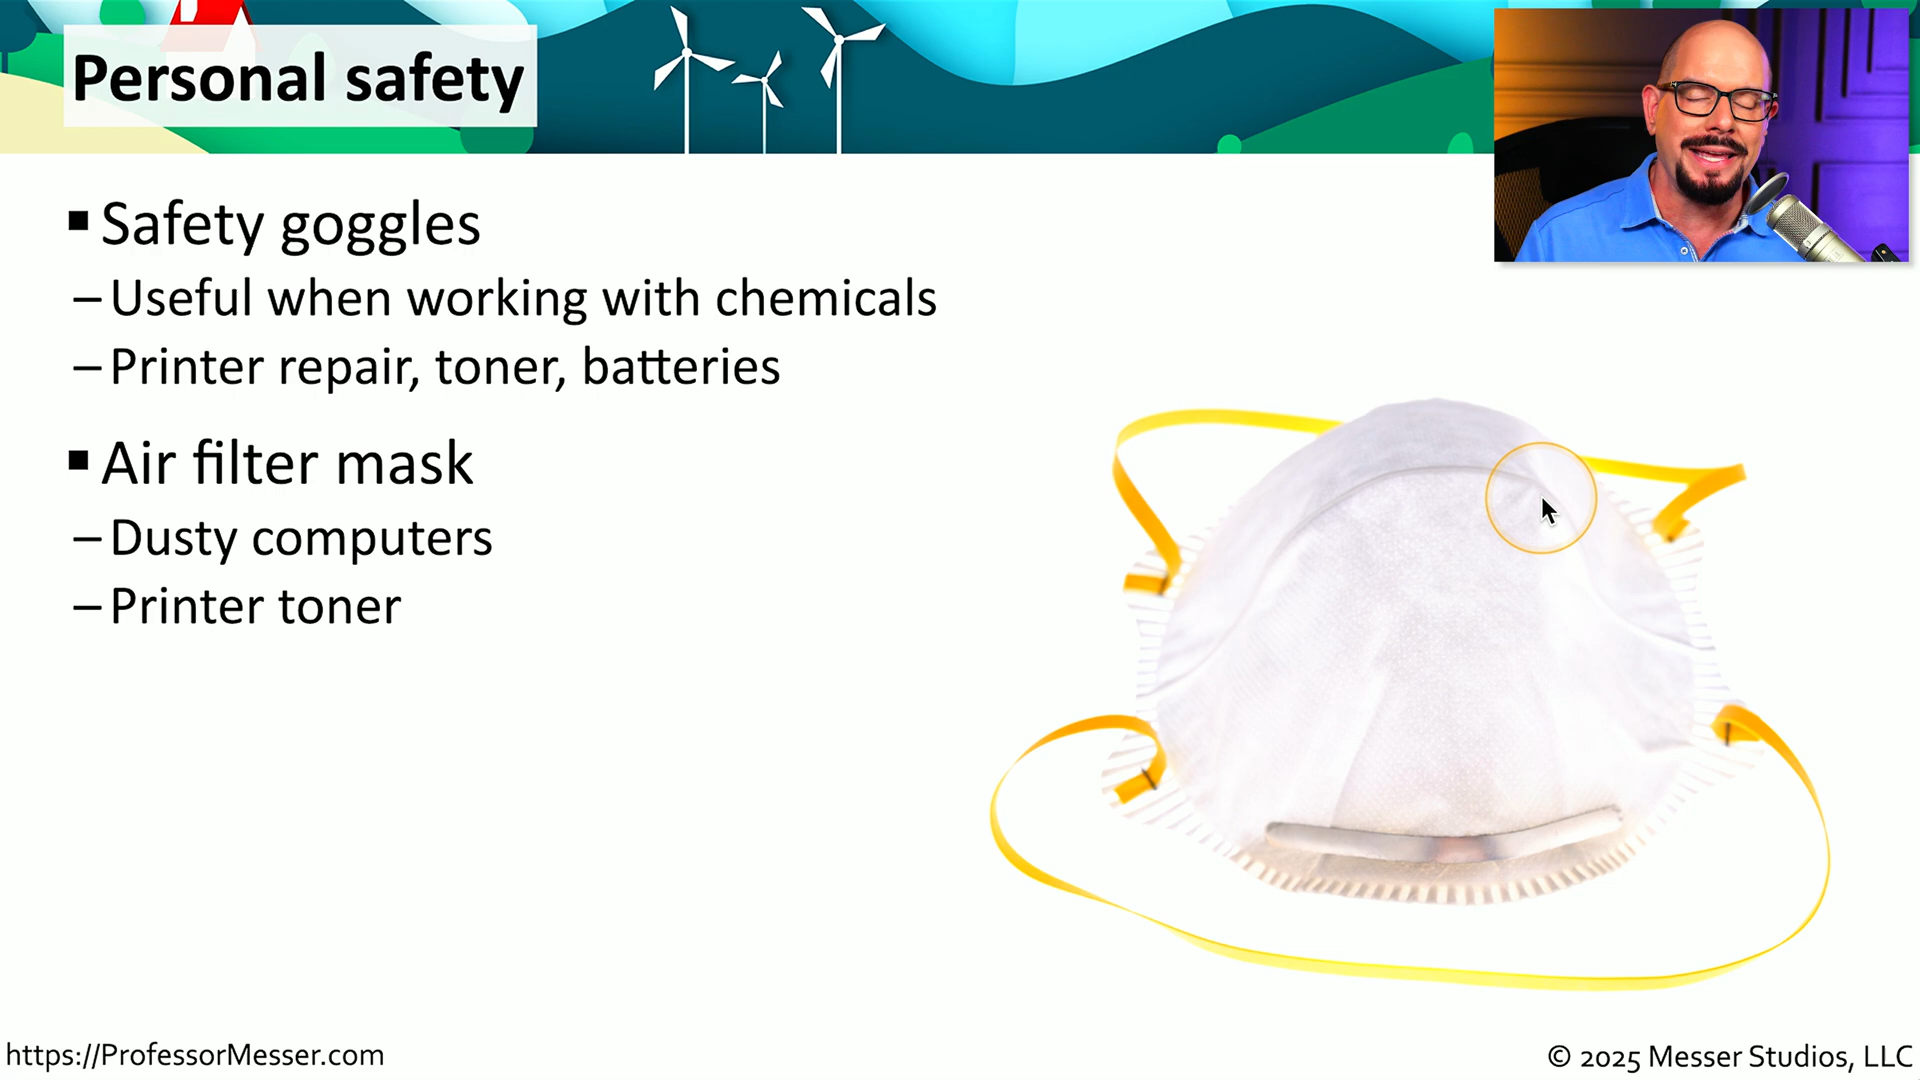 Personal safety
▪ Safety goggles
– Useful when working with chemicals
– Printer repair, toner, batteries
▪ Air filter mask
– Dusty computers
– Printer toner
https://ProfessorMesser.com
© 2025 Messer Studios, LLC